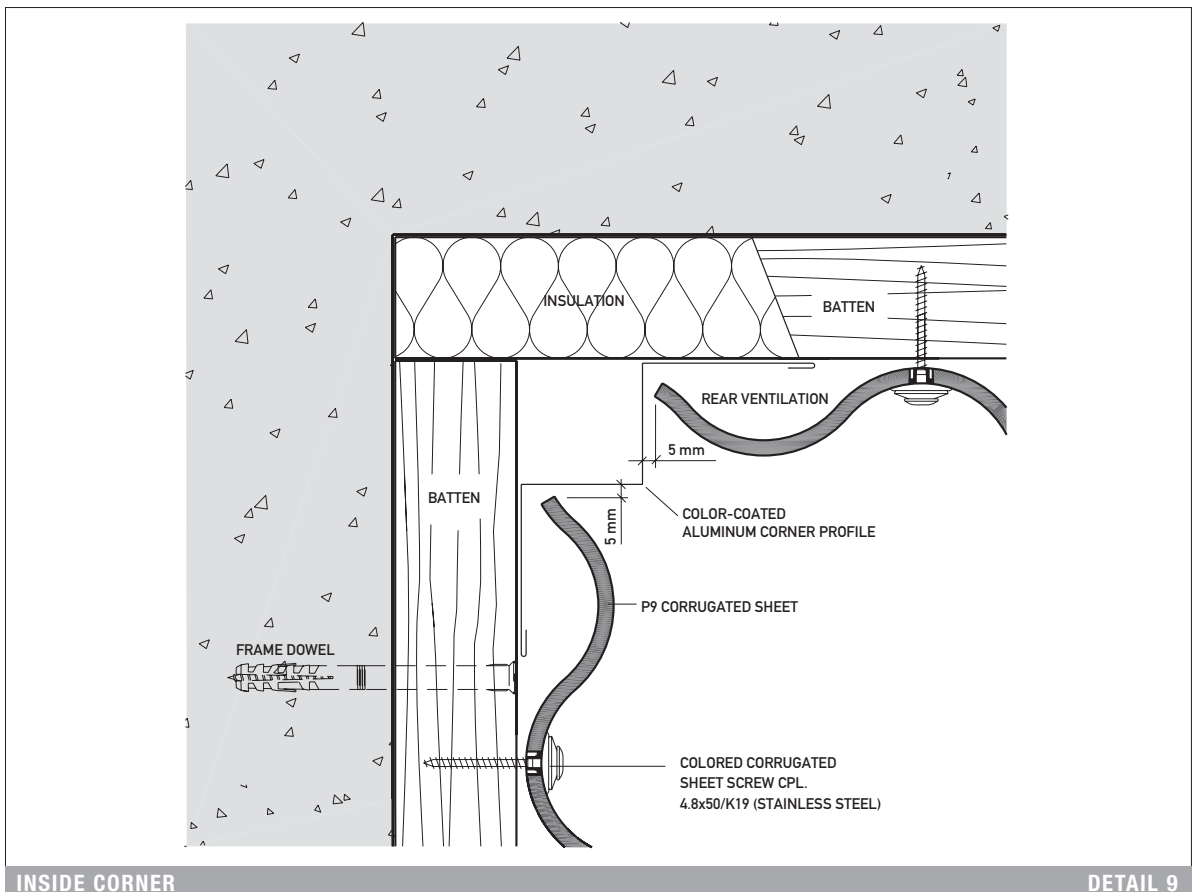 INSULATION
BATTEN
REAR VENTILATION
5 mm
BATTEN
5 mm
COLOR-COATED
ALUMINUM CORNER PROFILE
P9 CORRUGATED SHEET
FRAME DOWEL
COLORED CORRUGATED
SHEET SCREW CPL.
4.8x50/K19 (STAINLESS STEEL)
INSIDE CORNER
DETAIL 9